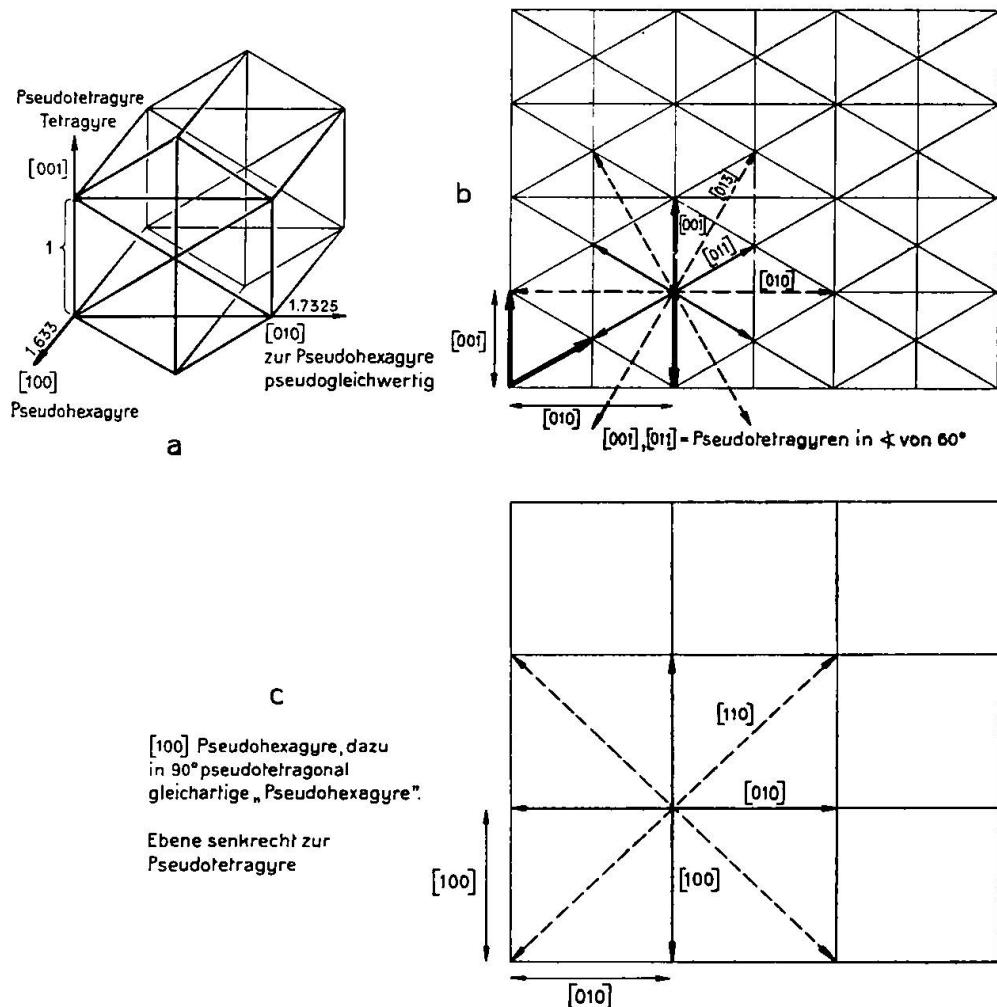 Pseudotetragyre
Tetragyre
[001]
1
1.633
[100]
Pseudohexagyre
1.7325
[010]
zur Pseudohexagyre
pseudogleichwertig
a
b
[013]
[001]
[011]
[010]
[001]
[010]
[001],[011] = Pseudotetragyren in ∢ von 60°
c
[100] Pseudohexagyre, dazu
in 90° pseudotetragonal
gleichartige „Pseudohexagyre".
Ebene senkrecht zur
Pseudotetragyre
[110]
[010]
[100]
[100]
[010]